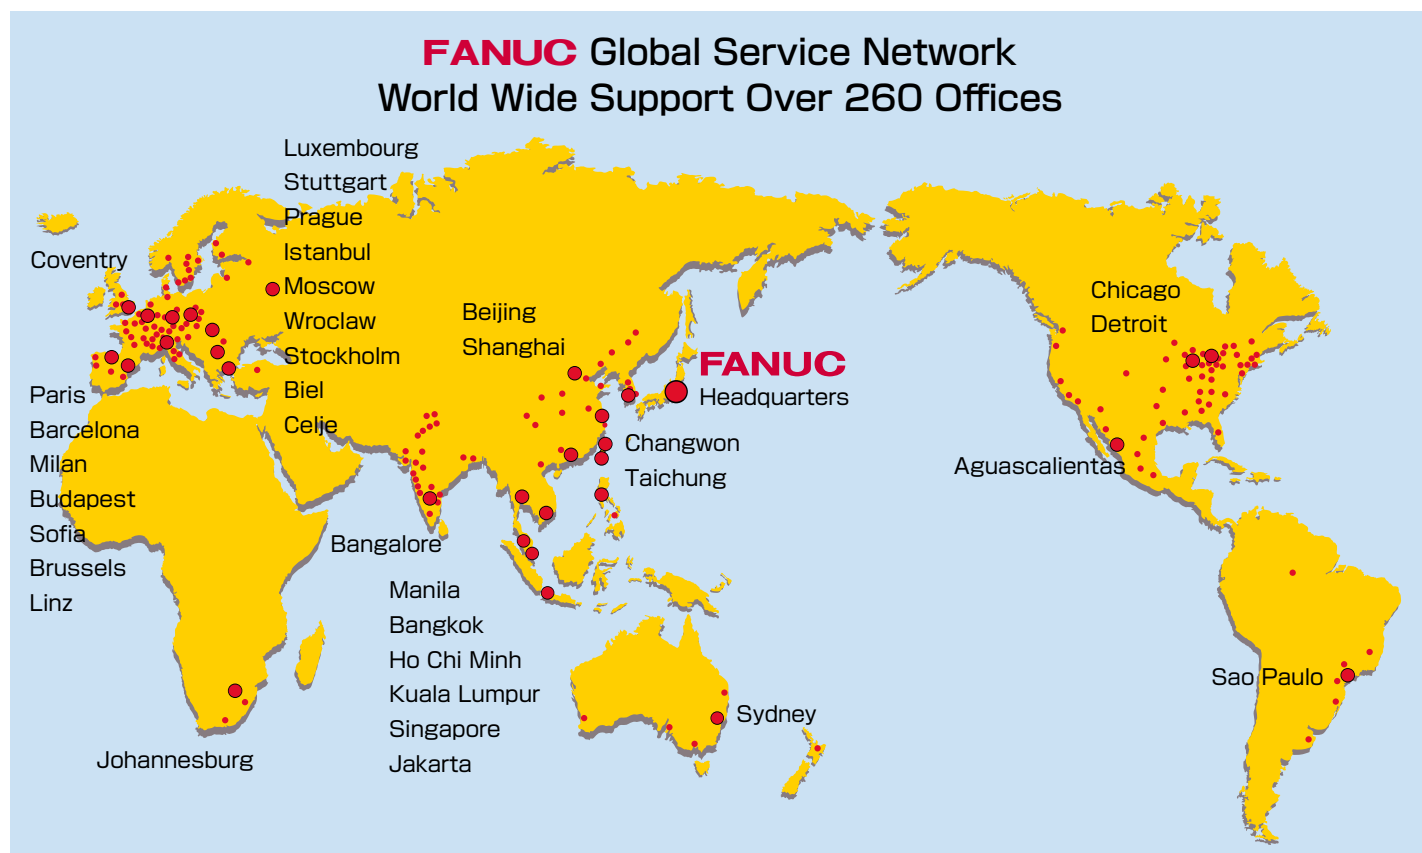 FANUC Global Service Network
World Wide Support Over 260 Offices
Luxembourg
Stuttgart
Prague
Istanbul
Moscow
Wroclaw
Stockholm
Biel
Celje
Coventry
Paris
Barcelona
Milan
Budapest
Sofia
Brussels
Linz
Johannesburg
Beijing
Shanghai
FANUC
Headquarters
Changwon
Taichung
Bangalore
Manila
Bangkok
Ho Chi Minh
Kuala Lumpur
Singapore
Jakarta
Sydney
Chicago
Detroit
Aguascalientas
Sao Paulo